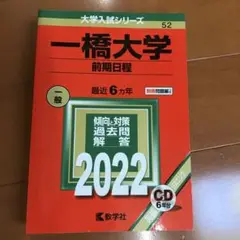 大学入試シリーズ
52
一橋大学
前期日程
一般
最近6カ年
傾向と対策
過去問
解答
2022
CD
6年分
教学社